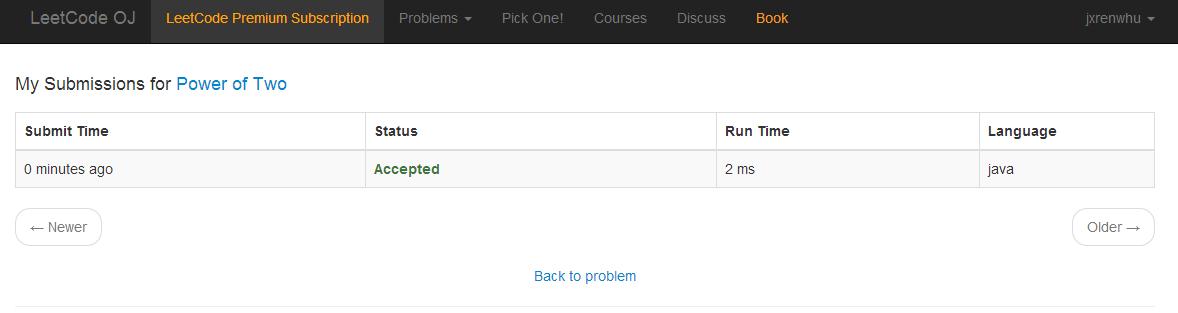 LeetCode OJ LeetCode Premium Subscription Problems Pick One! Courses Discuss Book jxrenwhu
My Submissions for Power of Two
Submit Time Status Run Time Language
0 minutes ago Accepted 2 ms java
← Newer Older →
Back to problem